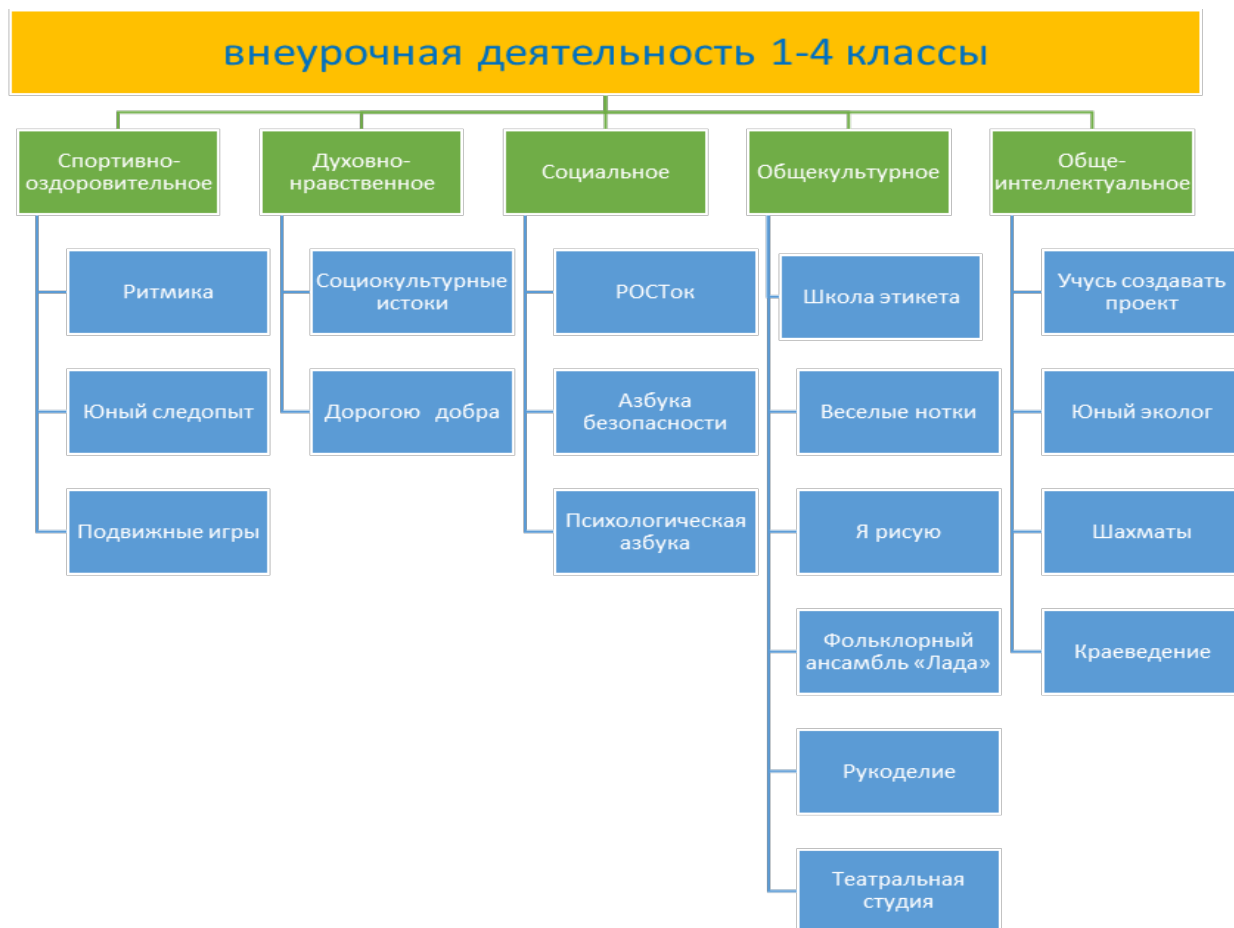 внеурочная деятельность 1-4 классы
Спортивно-
оздоровительное
Духовно-
нравственное
Социальное
Общекультурное
Обще-
интеллектуальное
Ритмика
Юный следопыт
Подвижные игры
Социокультурные
истоки
Дорогою добра
РОСТок
Азбука
безопасности
Психологическая
азбука
Школа этикета
Веселые нотки
Я рисую
Фольклорный
ансамбль «Лада»
Рукоделие
Театральная
студия
Учусь создавать
проект
Юный эколог
Шахматы
Краеведение